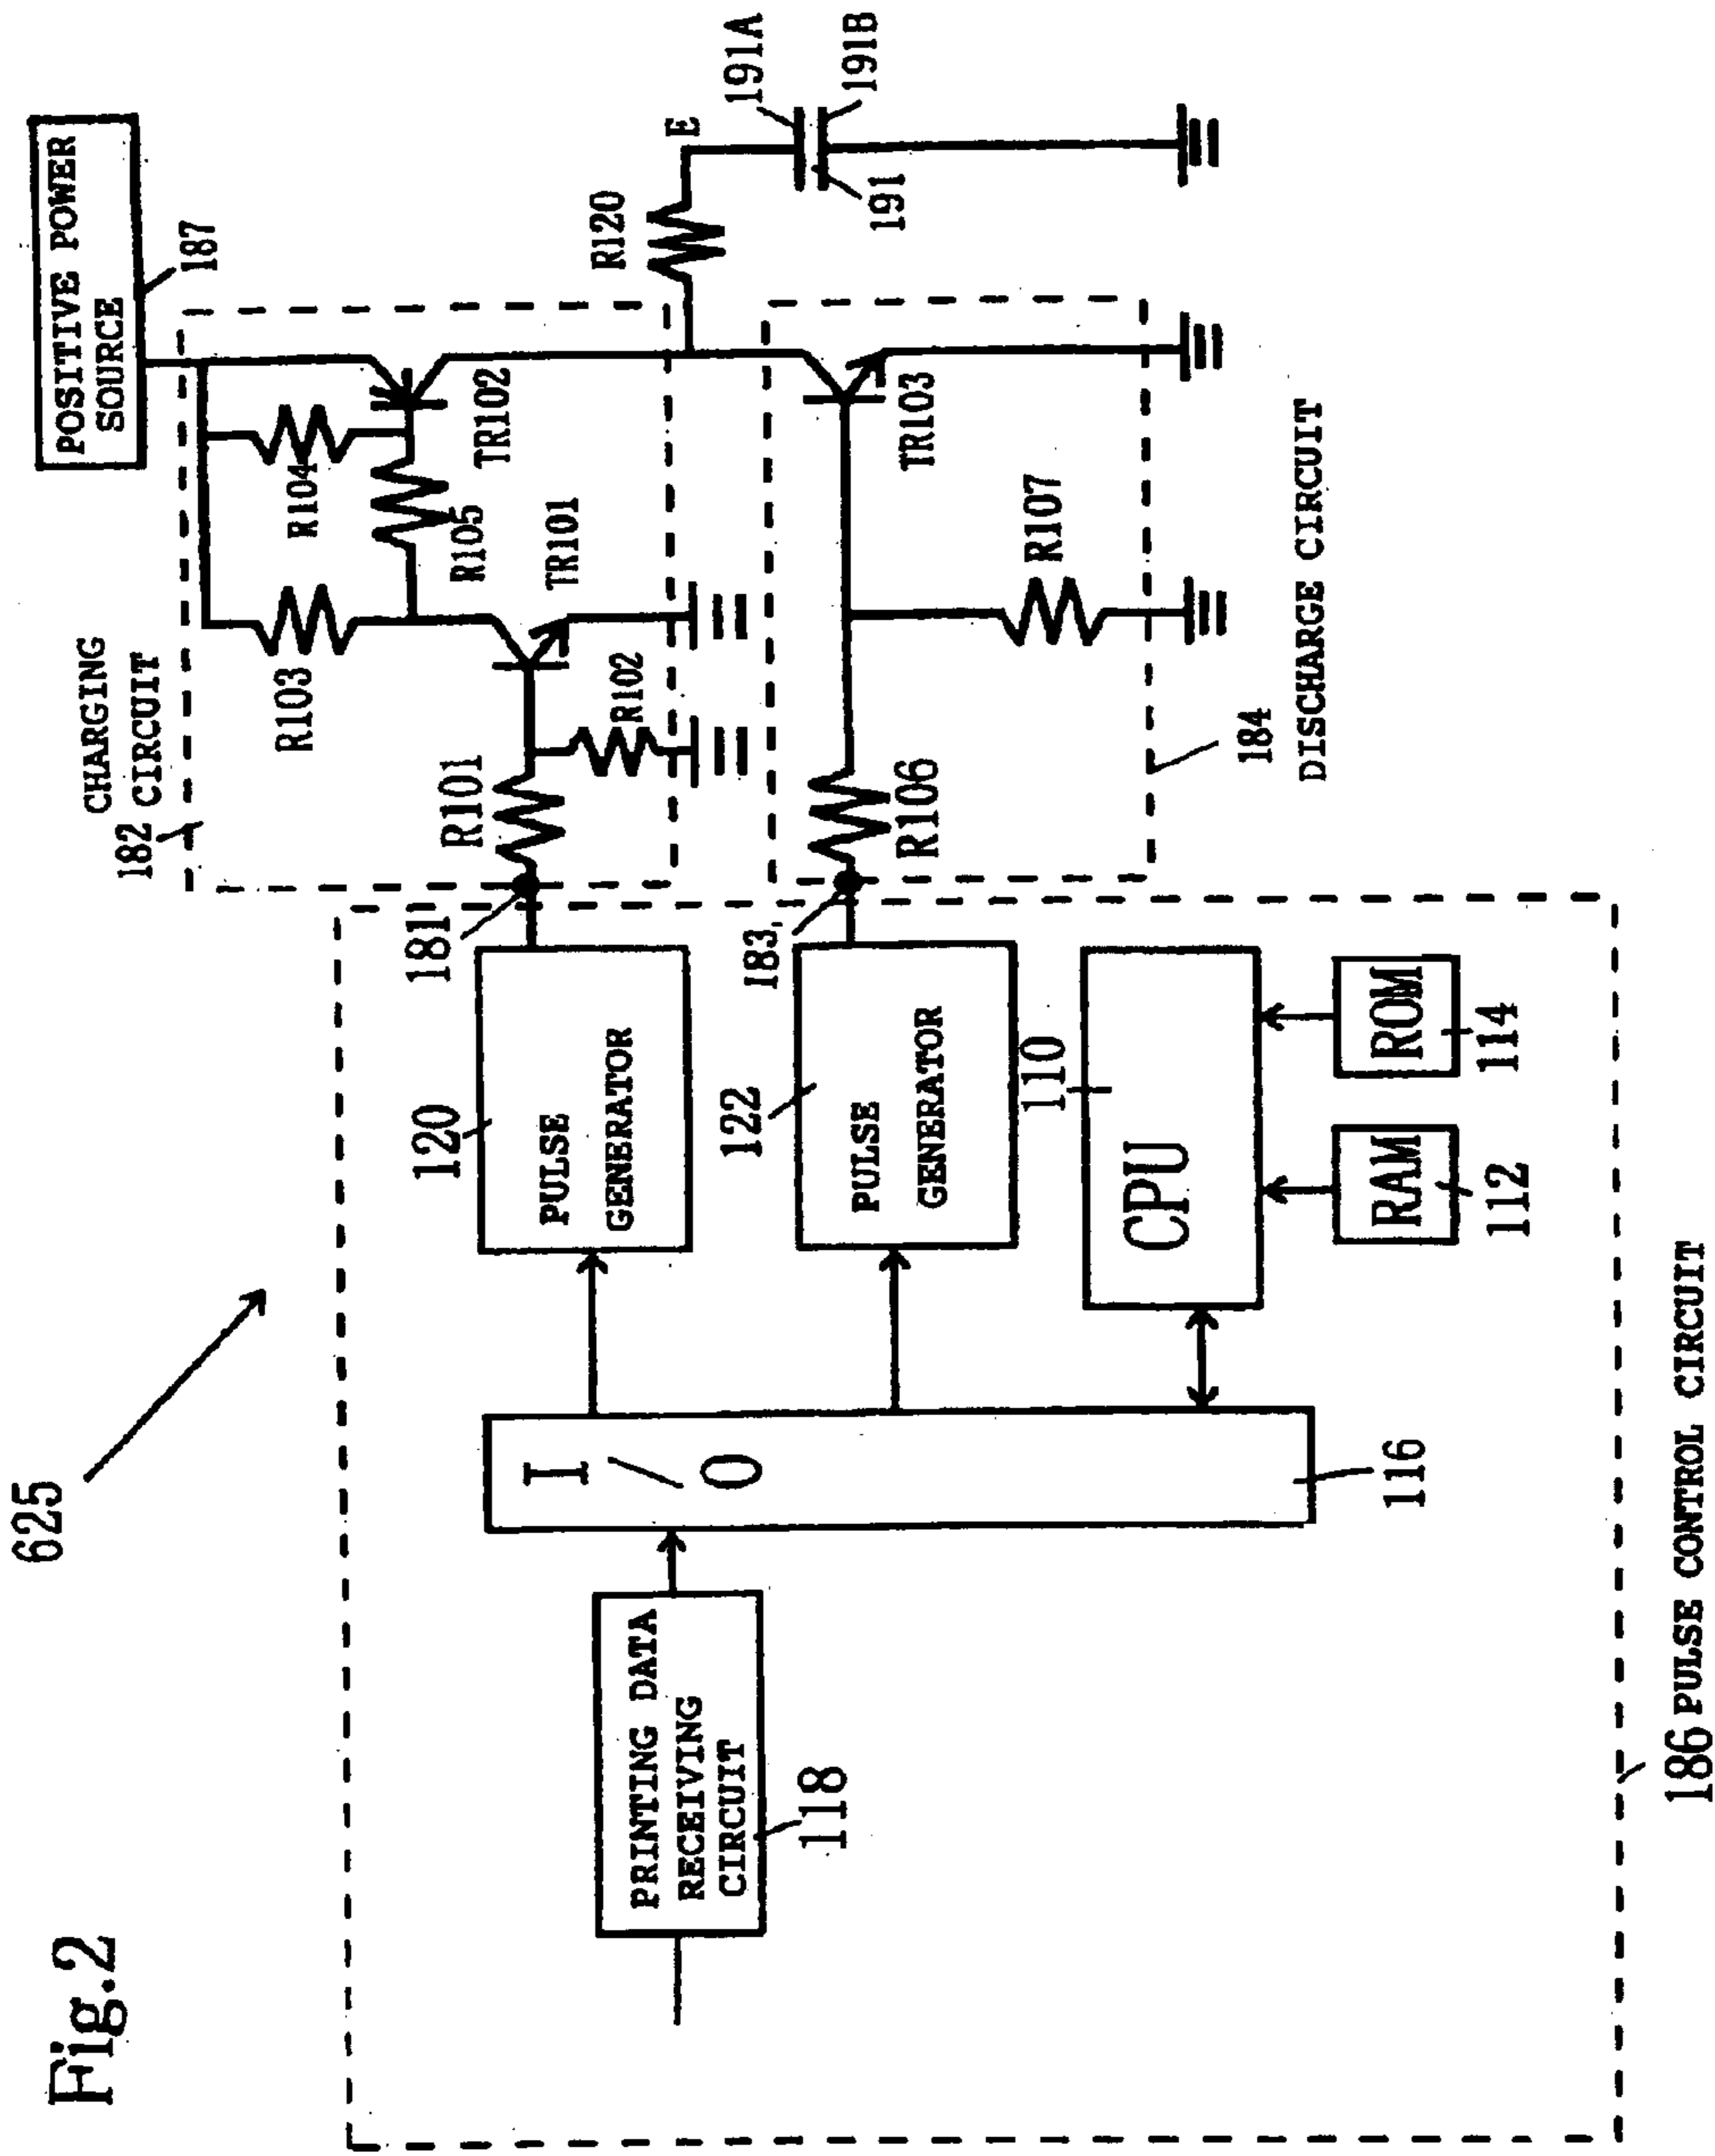 Fig.2
625
POSITIVE POWER
SOURCE
187
CHARGING
CIRCUIT
182
R103
R104
R105
TR102
TR101
R101
R102
R120
E
191A
191B
191
181
183
R106
R107
TR103
184
DISCHARGE CIRCUIT
PRINTING DATA
RECEIVING
CIRCUIT
118
I/O
116
120
PULSE
GENERATOR
122
PULSE
GENERATOR
110
CPU
RAM
112
ROM
114
186 PULSE CONTROL CIRCUIT